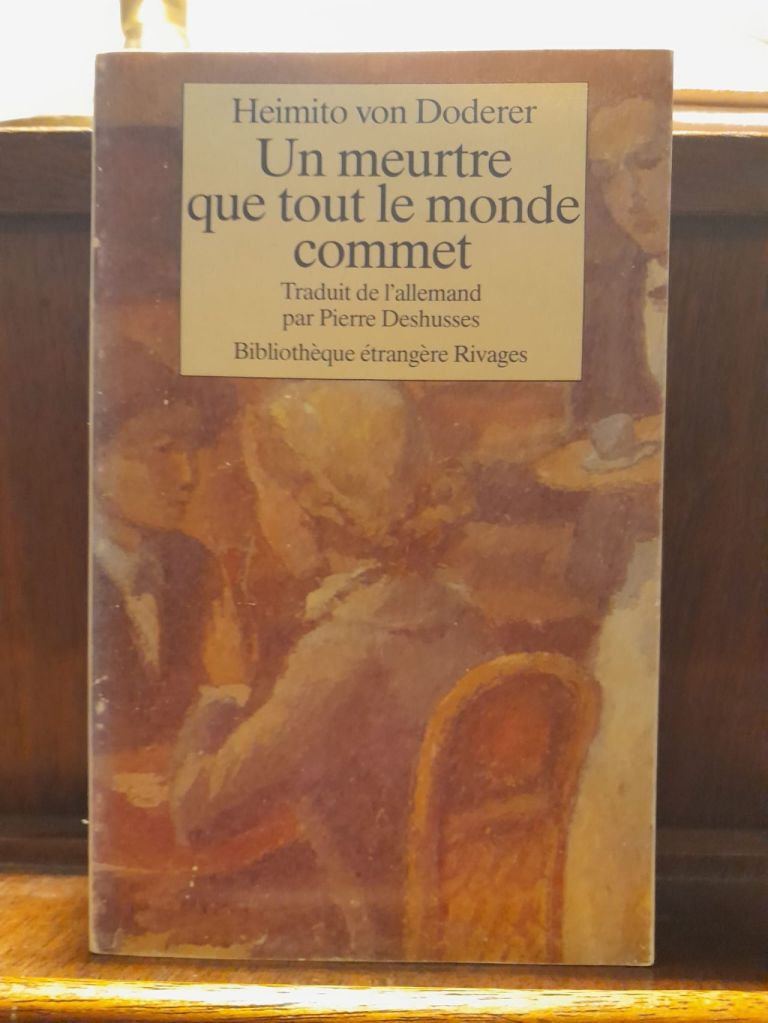 Heimito von Doderer
Un meurtre
que tout le monde
commet
Traduit de l'allemand
par Pierre Deshusses
Bibliothèque étrangère Rivages